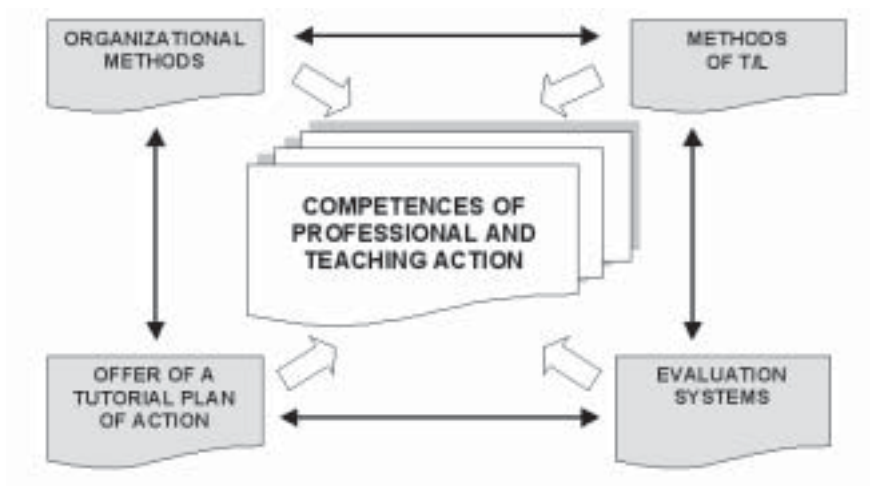 ORGANIZATIONAL
METHODS
METHODS
OF T/L
COMPETENCES OF
PROFESSIONAL AND
TEACHING ACTION
OFFER OF A
TUTORIAL PLAN
OF ACTION
EVALUATION
SYSTEMS